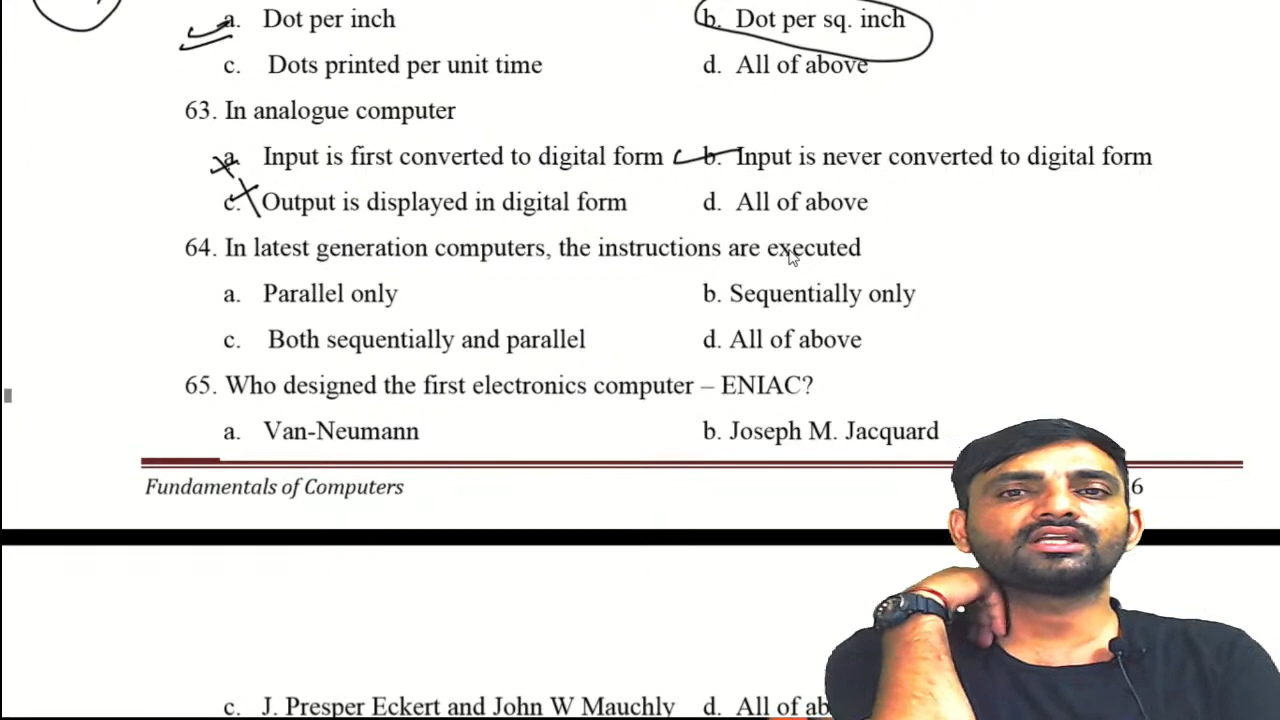 a. Dot per inch b. Dot per sq. inch
c. Dots printed per unit time d. All of above
63. In analogue computer
a. Input is first converted to digital form b. Input is never converted to digital form
c. Output is displayed in digital form d. All of above
64. In latest generation computers, the instructions are executed
a. Parallel only b. Sequentially only
c. Both sequentially and parallel d. All of above
65. Who designed the first electronics computer – ENIAC?
a. Van-Neumann b. Joseph M. Jacquard
Fundamentals of Computers 6
c. J. Presper Eckert and John W Mauchly d. All of ab